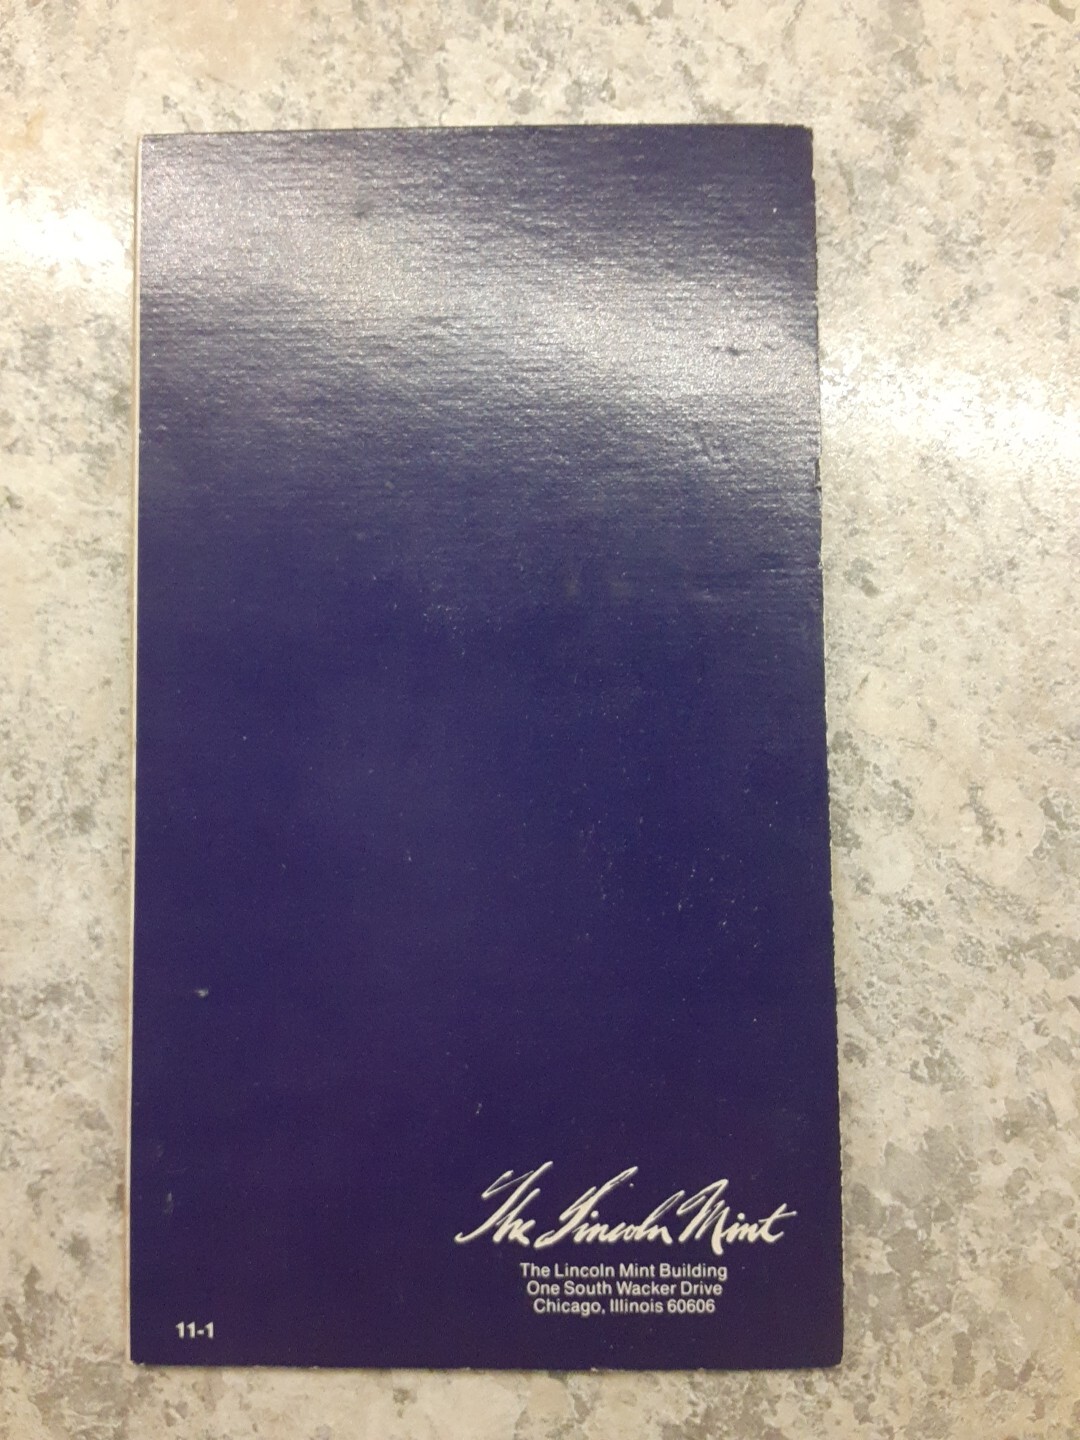 The Lincoln Mint
The Lincoln Mint Building
One South Wacker Drive
Chicago, Illinois 60606
11-1